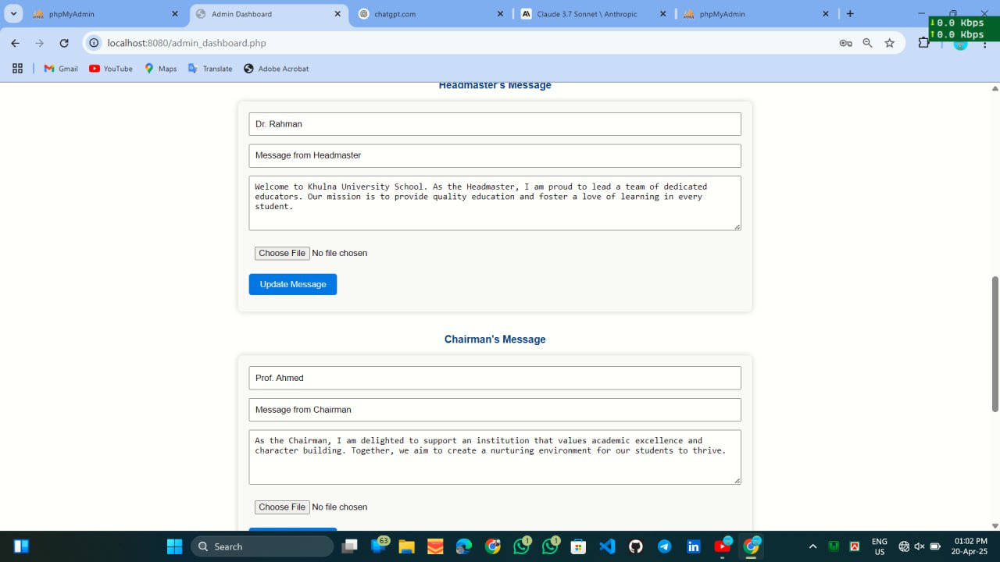 phpMyAdmin
Admin Dashboard
chatgpt.com
Claude 3.7 Sonnet \ Anthropic
phpMyAdmin
0.0 Kbps
0.0 Kbps
localhost:8080/admin_dashboard.php
Gmail
YouTube
Maps
Translate
Adobe Acrobat
Headmaster's Message
Dr. Rahman
Message from Headmaster
Welcome to Khulna University School. As the Headmaster, I am proud to lead a team of dedicated
educators. Our mission is to provide quality education and foster a love of learning in every
student.
Choose File No file chosen
Update Message
Chairman's Message
Prof. Ahmed
Message from Chairman
As the Chairman, I am delighted to support an institution that values academic excellence and
character building. Together, we aim to create a nurturing environment for our students to thrive.
Choose File No file chosen
Search
63
1
1
ENG
US
01:02 PM
20-Apr-25